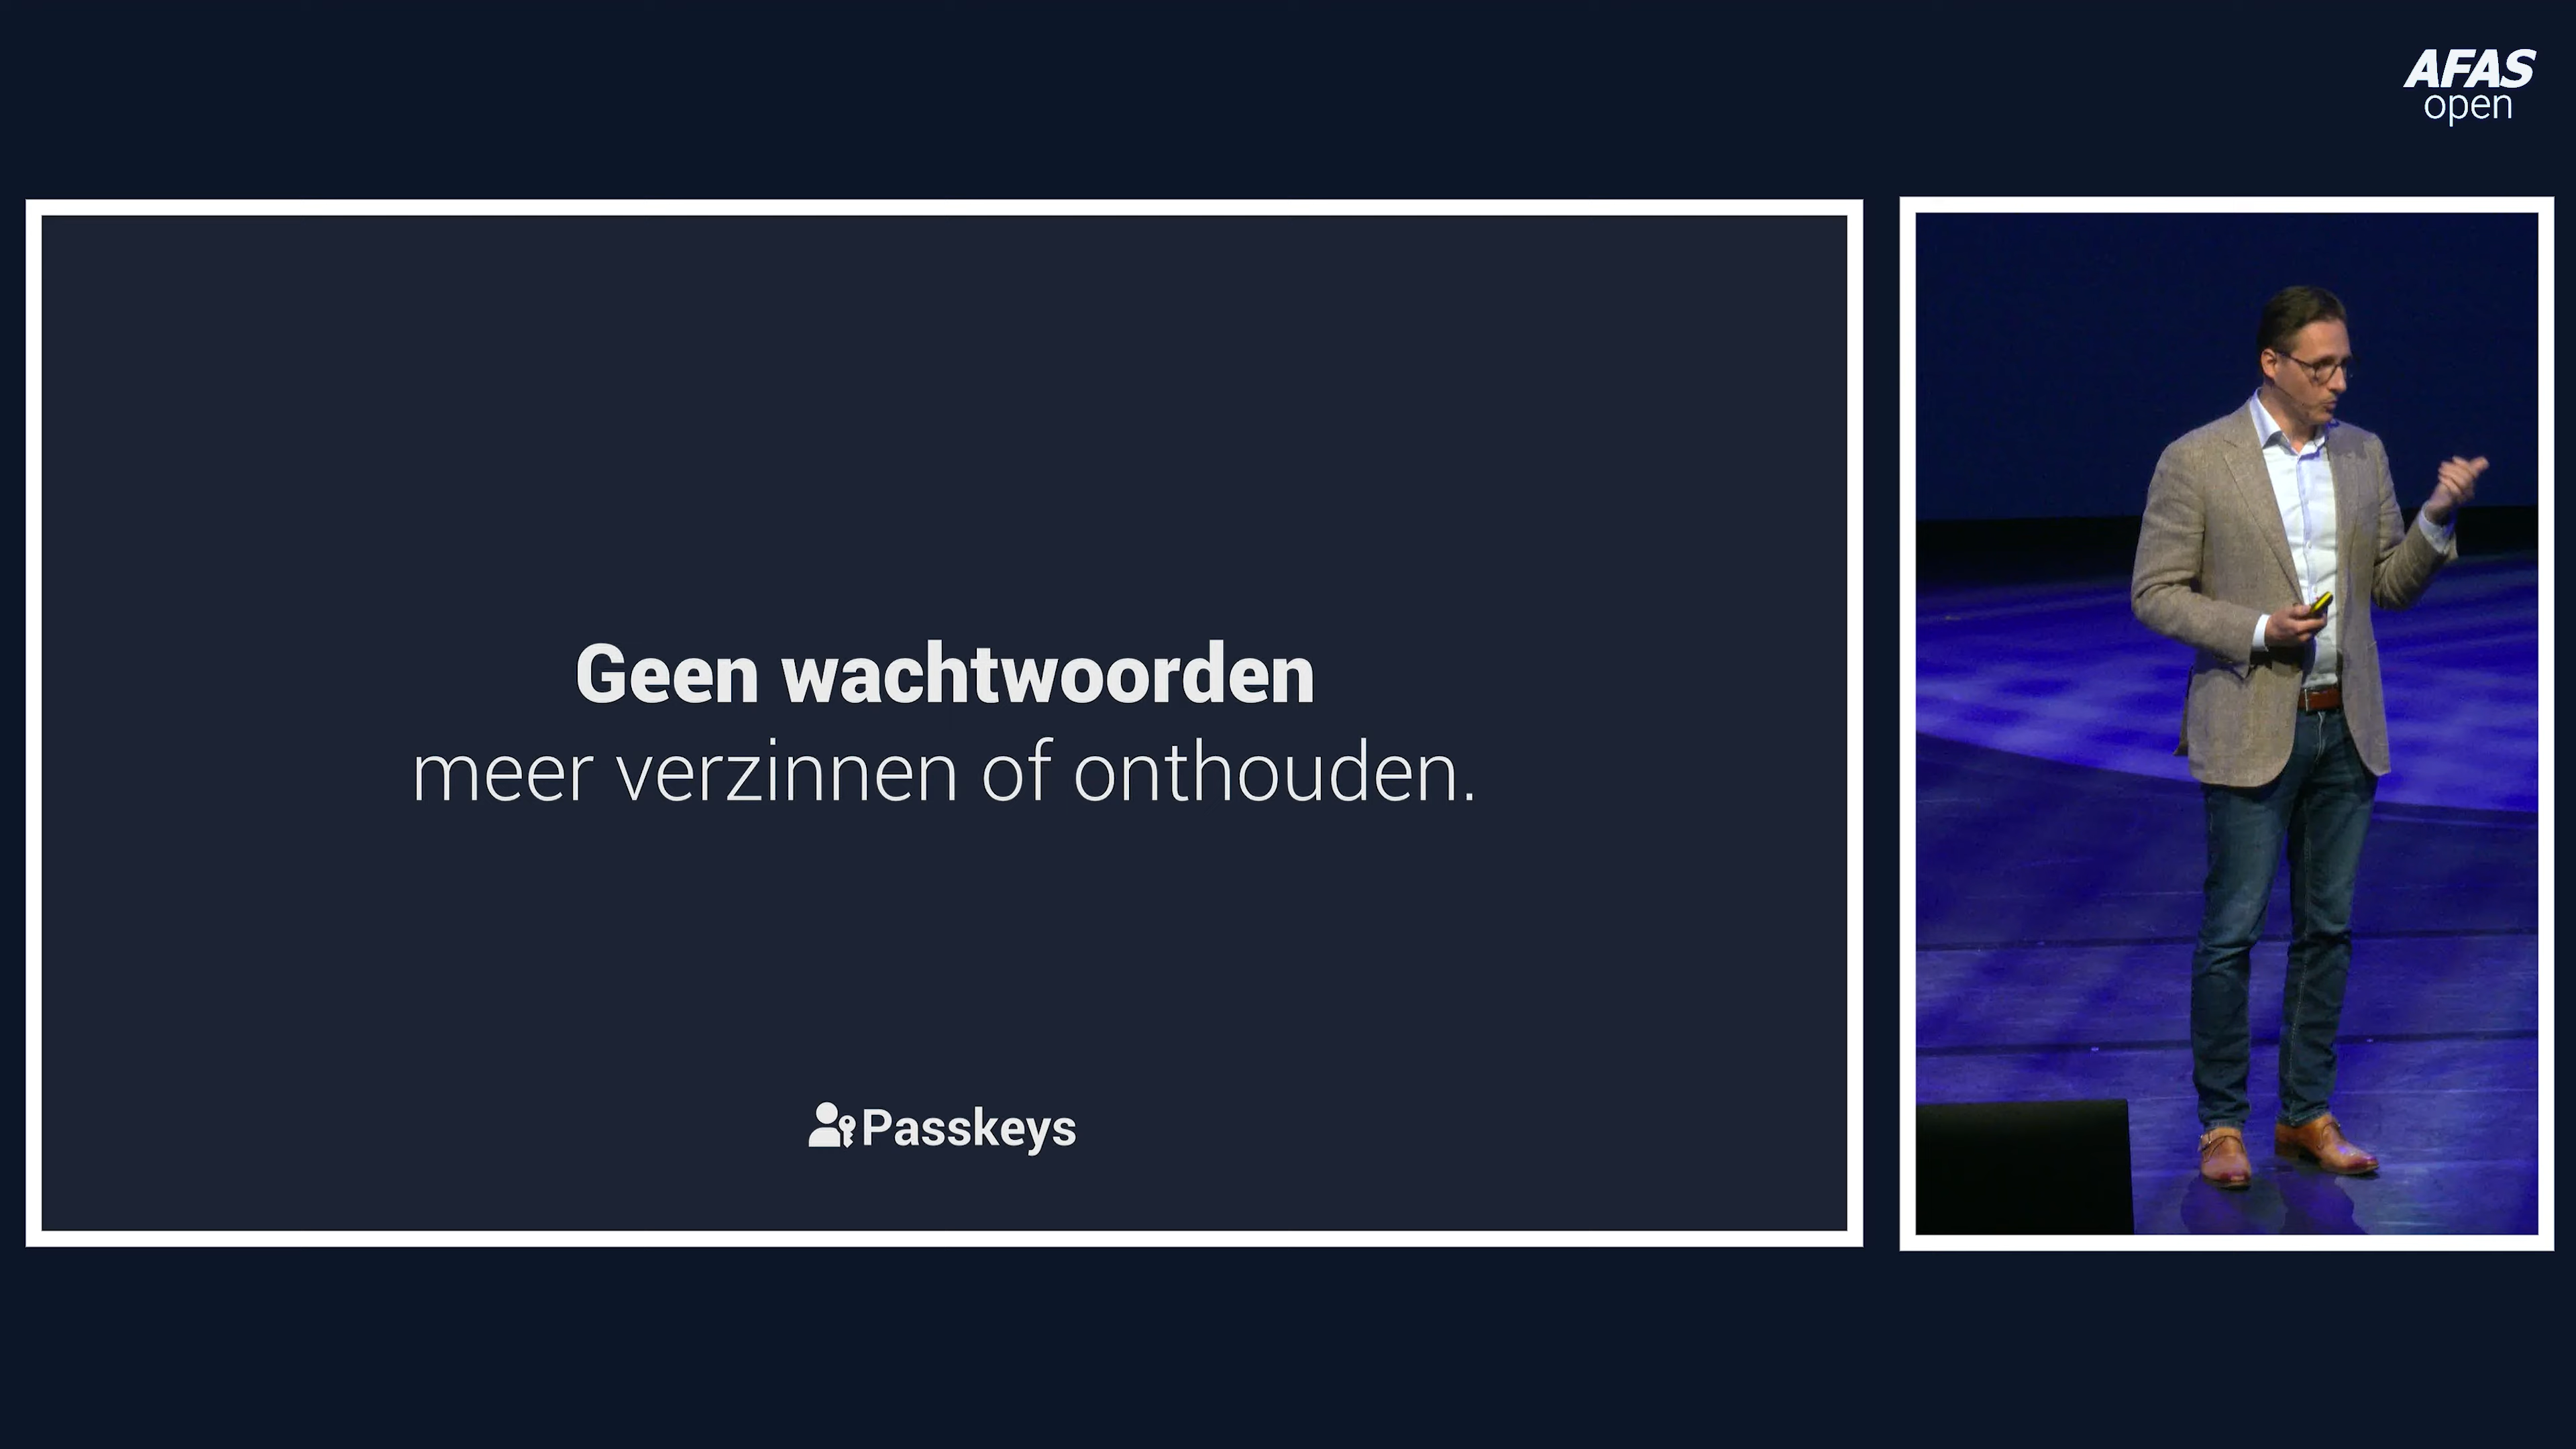 AFAS
open
Geen wachtwoorden
meer verzinnen of onthouden.
Passkeys